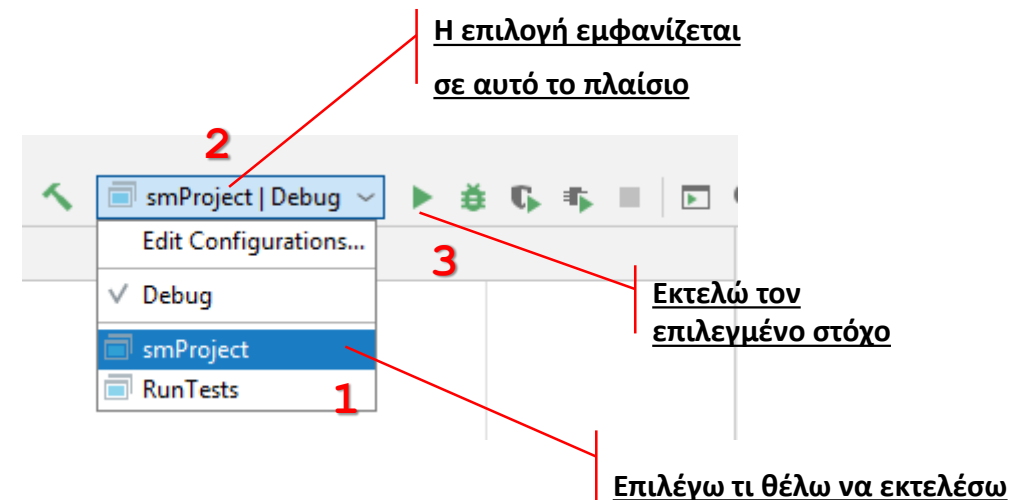 Η επιλογή εμφανίζεται
σε αυτό το πλαίσιο
2
smProject | Debug
Edit Configurations...
3
Debug
Εκτελώ τον
επιλεγμένο στόχο
smProject
RunTests
1
Επιλέγω τι θέλω να εκτελέσω